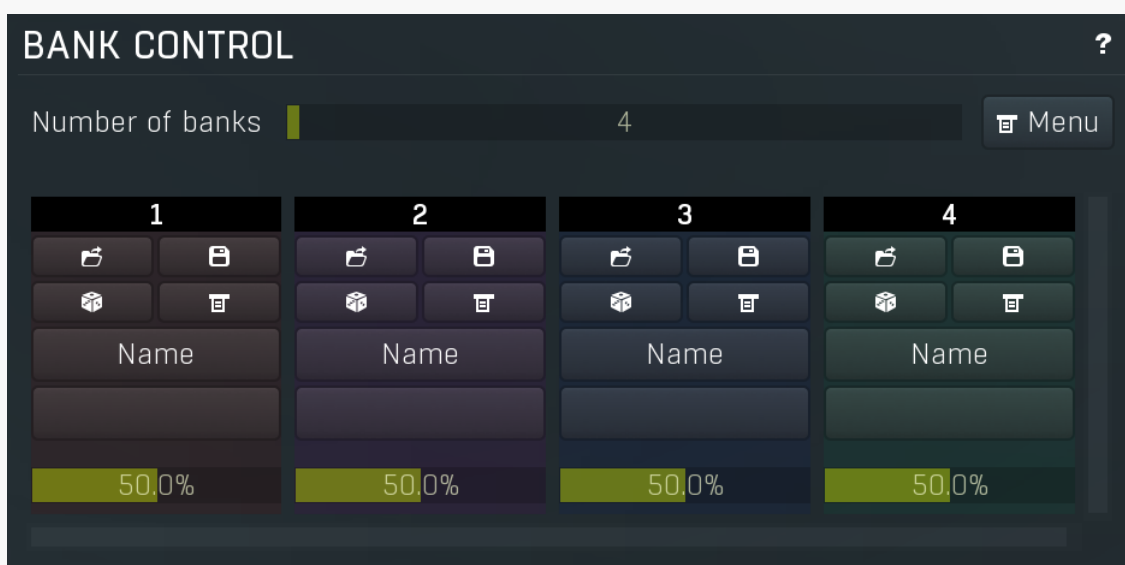 BANK CONTROL ?
Number of banks 4 Menu
1 2 3 4
Name Name Name Name
50.0% 50.0% 50.0% 50.0%